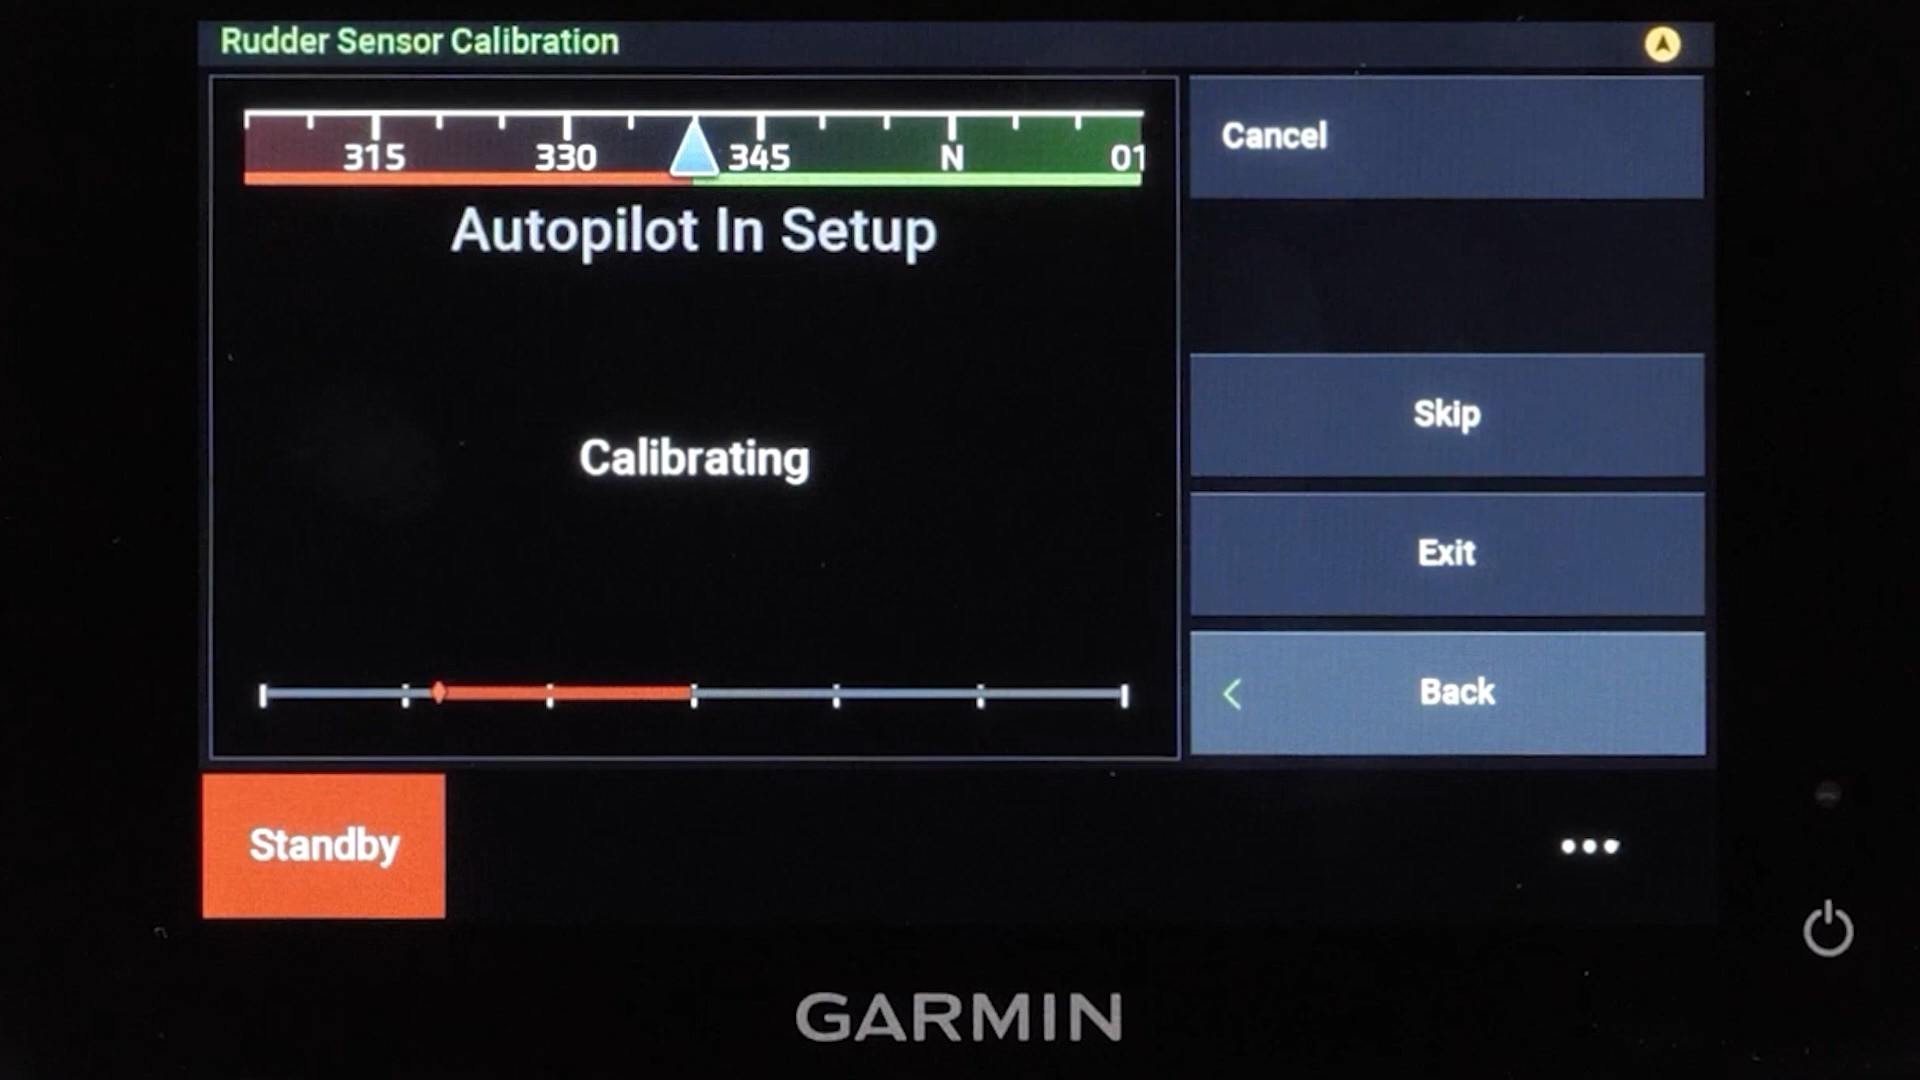 Rudder Sensor Calibration
315 330 345 N 01
Autopilot In Setup
Calibrating
Cancel
Skip
Exit
Back
Standby
GARMIN